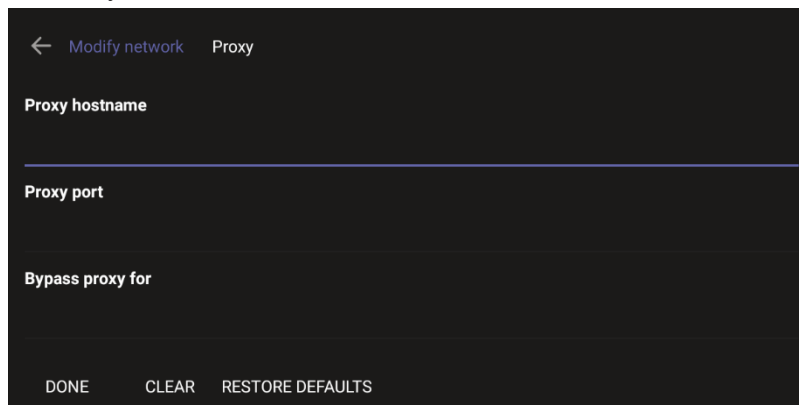 Modify network Proxy
Proxy hostname
Proxy port
Bypass proxy for
DONE CLEAR RESTORE DEFAULTS